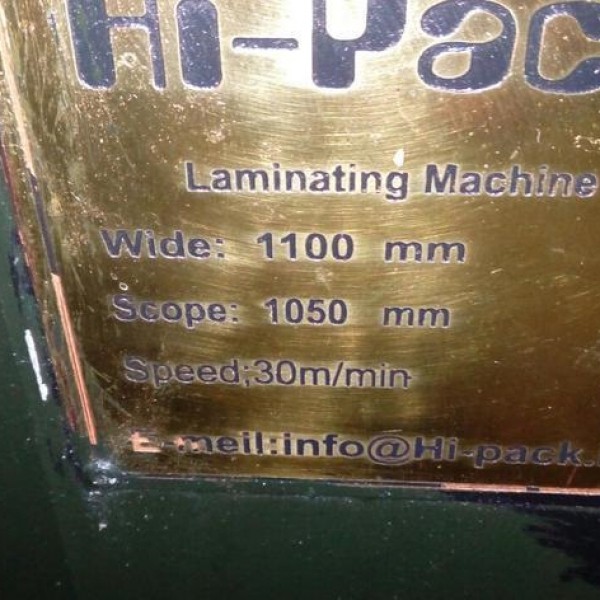 Hi-Pac
Laminating Machine
Wide: 1100 mm
Scope: 1050 mm
Speed;30m/min
E-meil:info@Hi-pack.